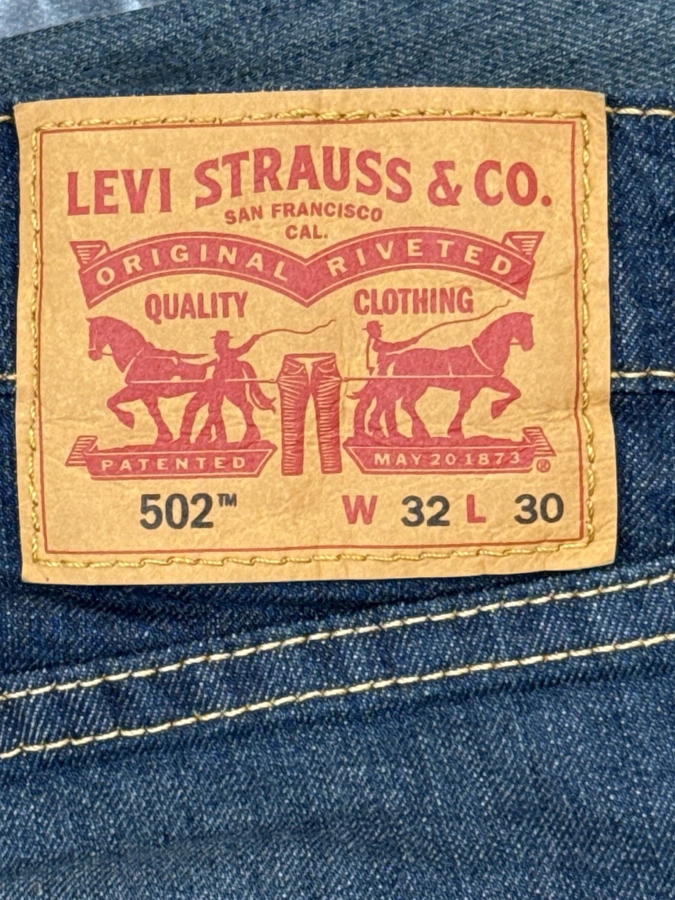 LEVI STRAUSS & CO.
SAN FRANCISCO
CAL.
ORIGINAL RIVETED
QUALITY CLOTHING
PATENTED MAY 20 1873 ®
502™ W 32 L 30